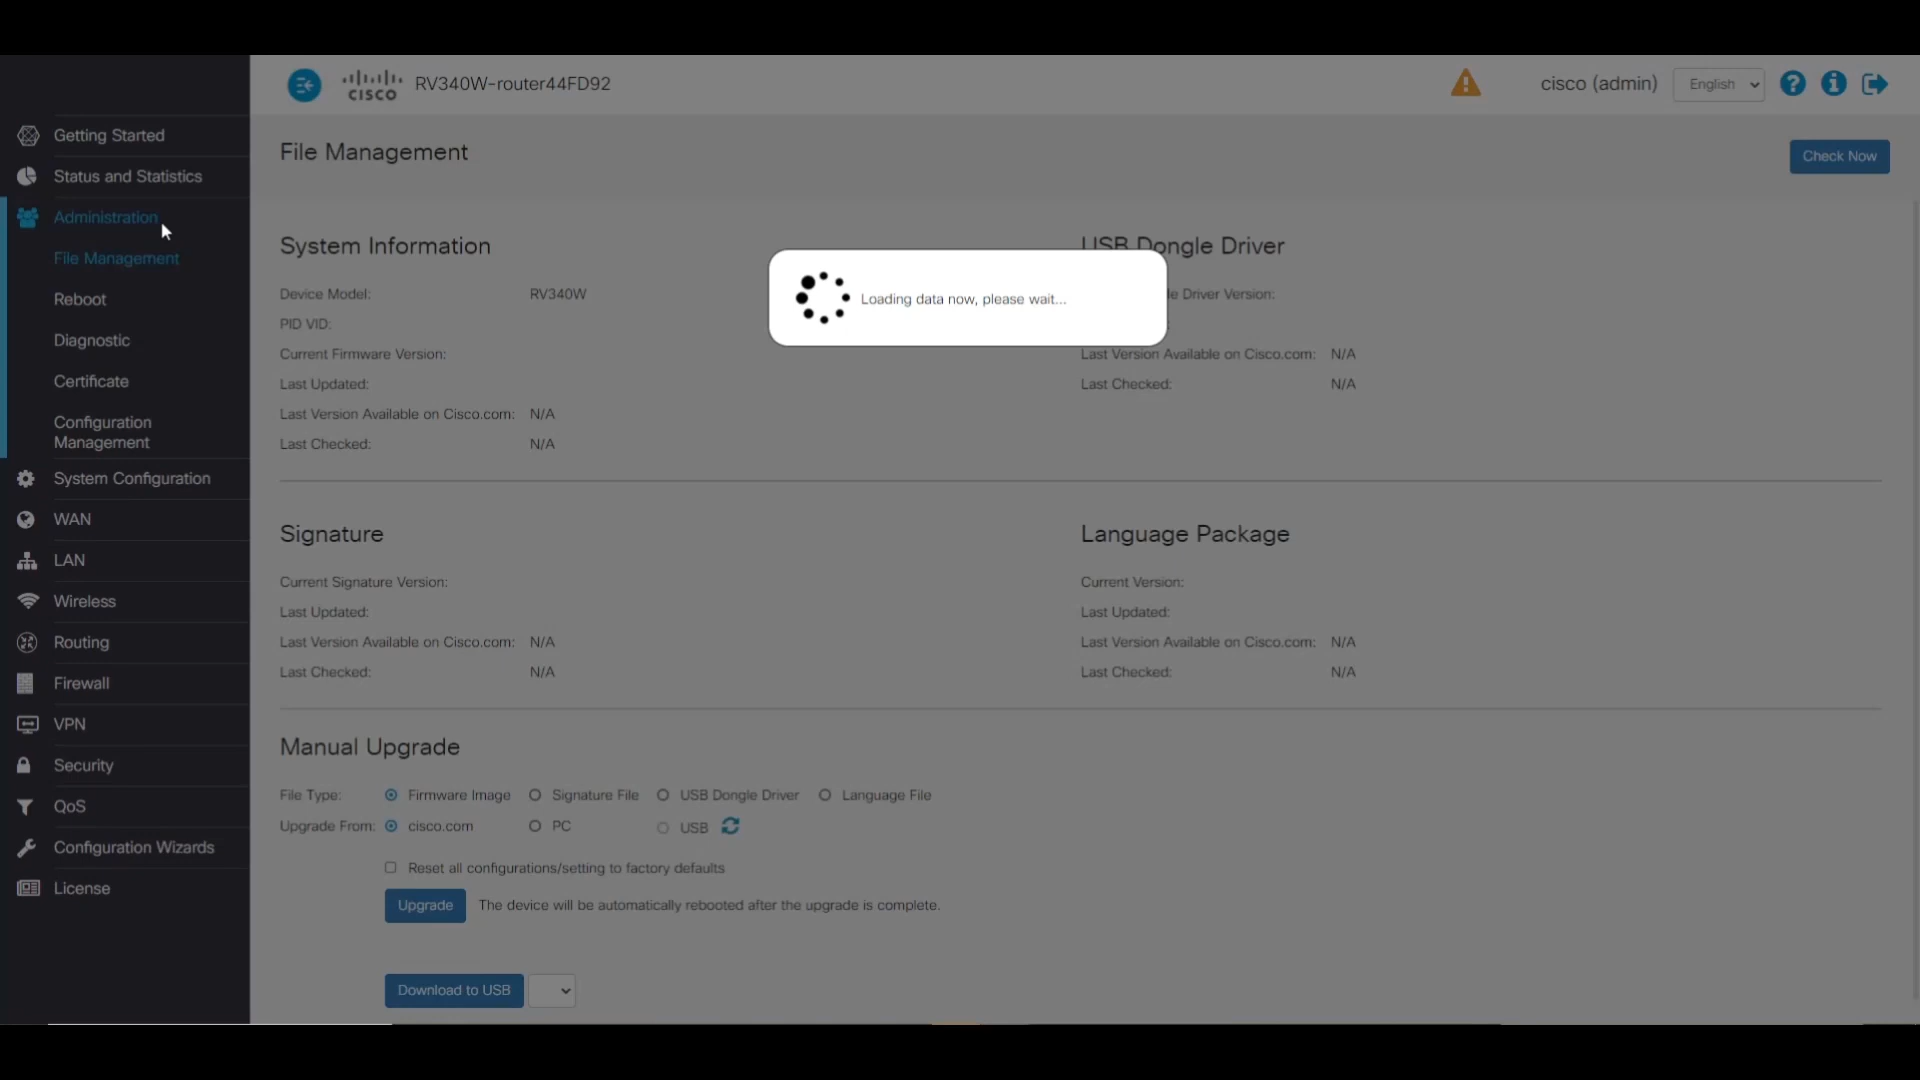 CISCO
RV340W-router44FD92
cisco (admin)
English
Getting Started
Status and Statistics
Administration
File Management
Reboot
Diagnostic
Certificate
Configuration
Management
System Configuration
WAN
LAN
Wireless
Routing
Firewall
VPN
Security
QoS
Configuration Wizards
License
File Management
Check Now
System Information
Device Model: RV340W
PID VID:
Current Firmware Version:
Last Updated:
Last Version Available on Cisco.com: N/A
Last Checked: N/A
USB Dongle Driver
le Driver Version:
Last Version Available on Cisco.com: N/A
Last Checked: N/A
Loading data now, please wait...
Signature
Current Signature Version:
Last Updated:
Last Version Available on Cisco.com: N/A
Last Checked: N/A
Language Package
Current Version:
Last Updated:
Last Version Available on Cisco.com: N/A
Last Checked: N/A
Manual Upgrade
File Type: Firmware Image Signature File USB Dongle Driver Language File
Upgrade From: cisco.com PC USB
Reset all configurations/setting to factory defaults
Upgrade The device will be automatically rebooted after the upgrade is complete.
Download to USB